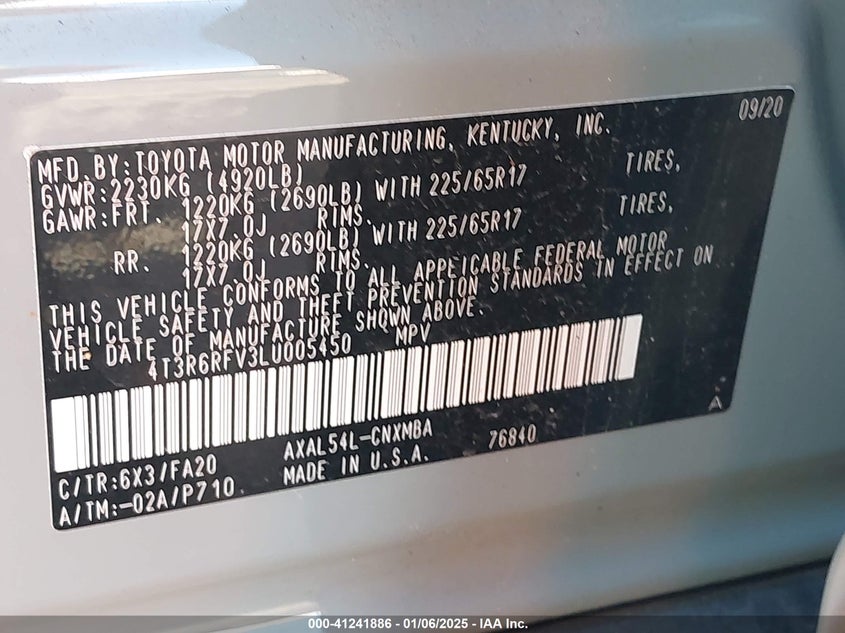 09/20
MFD.BY:TOYOTA MOTOR MANUFACTURING, KENTUCKY, INC.
GVWR:2230KG (4920LB)
GAWR:FRT. 1220KG (2690LB) WITH 225/65R17 TIRES,
17X7.0J RIMS.
RR. 1220KG (2690LB) WITH 225/65R17 TIRES,
17X7.0J RIMS.
THIS VEHICLE CONFORMS TO ALL APPLICABLE FEDERAL MOTOR
VEHICLE SAFETY AND THEFT PREVENTION STANDARDS IN EFFECT ON
THE DATE OF MANUFACTURE SHOWN ABOVE.
4T3R6RFV3LU005450 MPV
A
C/TR:6X3/FA20 AXAL54L-CNXMBA 76840
A/TM:-02A/P710 MADE IN U.S.A.
000-41241886 - 01/06/2025 - IAA Inc.